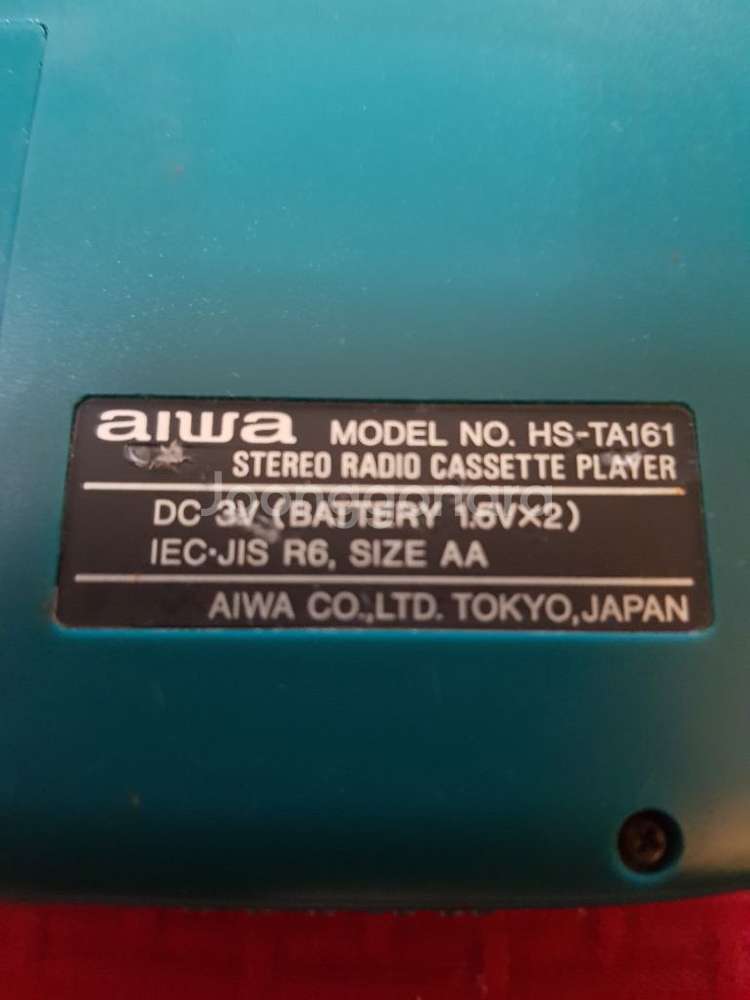 aiwa MODEL NO. HS-TA161
STEREO RADIO CASSETTE PLAYER
Joonggonara
DC 3V (BATTERY 1.5V×2)
IEC·JIS R6, SIZE AA
AIWA CO.,LTD. TOKYO,JAPAN